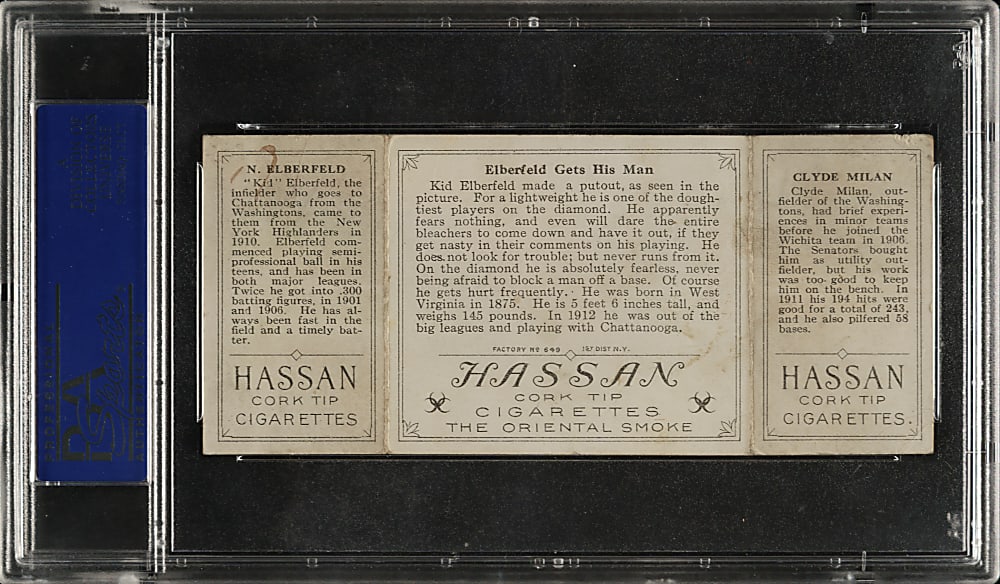 N. ELBERFELD
"Kid" Elberfeld, the
infielder who goes to
Chattanooga from the
Washingtons, came to
them from the New
York Highlanders in
1910. Elberfeld com-
menced playing semi-
professional ball in his
teens, and has been in
both major leagues.
Twice he got into .300
batting figures, in 1901
and 1906. He has al-
ways been fast in the
field and a timely bat-
ter.
HASSAN
CORK TIP
CIGARETTES
Elberfeld Gets His Man
Kid Elberfeld made a putout, as seen in the
picture. For a lightweight he is one of the dough-
tiest players on the diamond. He apparently
fears nothing, and even will dare the entire
bleachers to come down and have it out, if they
get nasty in their comments on his playing. He
does not look for trouble; but never runs from it.
On the diamond he is absolutely fearless, never
being afraid to block a man off a base. Of course
he gets hurt frequently. He was born in West
Virginia in 1875. He is 5 feet 6 inches tall, and
weighs 145 pounds. In 1912 he was out of the
big leagues and playing with Chattanooga.
FACTORY Nº 649 1ST DIST N.Y.
HASSAN
CORK TIP
CIGARETTES
THE ORIENTAL SMOKE
CLYDE MILAN
Clyde Milan, out-
fielder of the Washing-
tons, had brief experi-
ences in minor teams
before he joined the
Wichita team in 1906.
The Senators bought
him as utility out-
fielder, but his work
was too good to keep
him on the bench. In
1911 his 194 hits were
good for a total of 243,
and he also pilfered 58
bases.
HASSAN
CORK TIP
CIGARETTES.
PSA